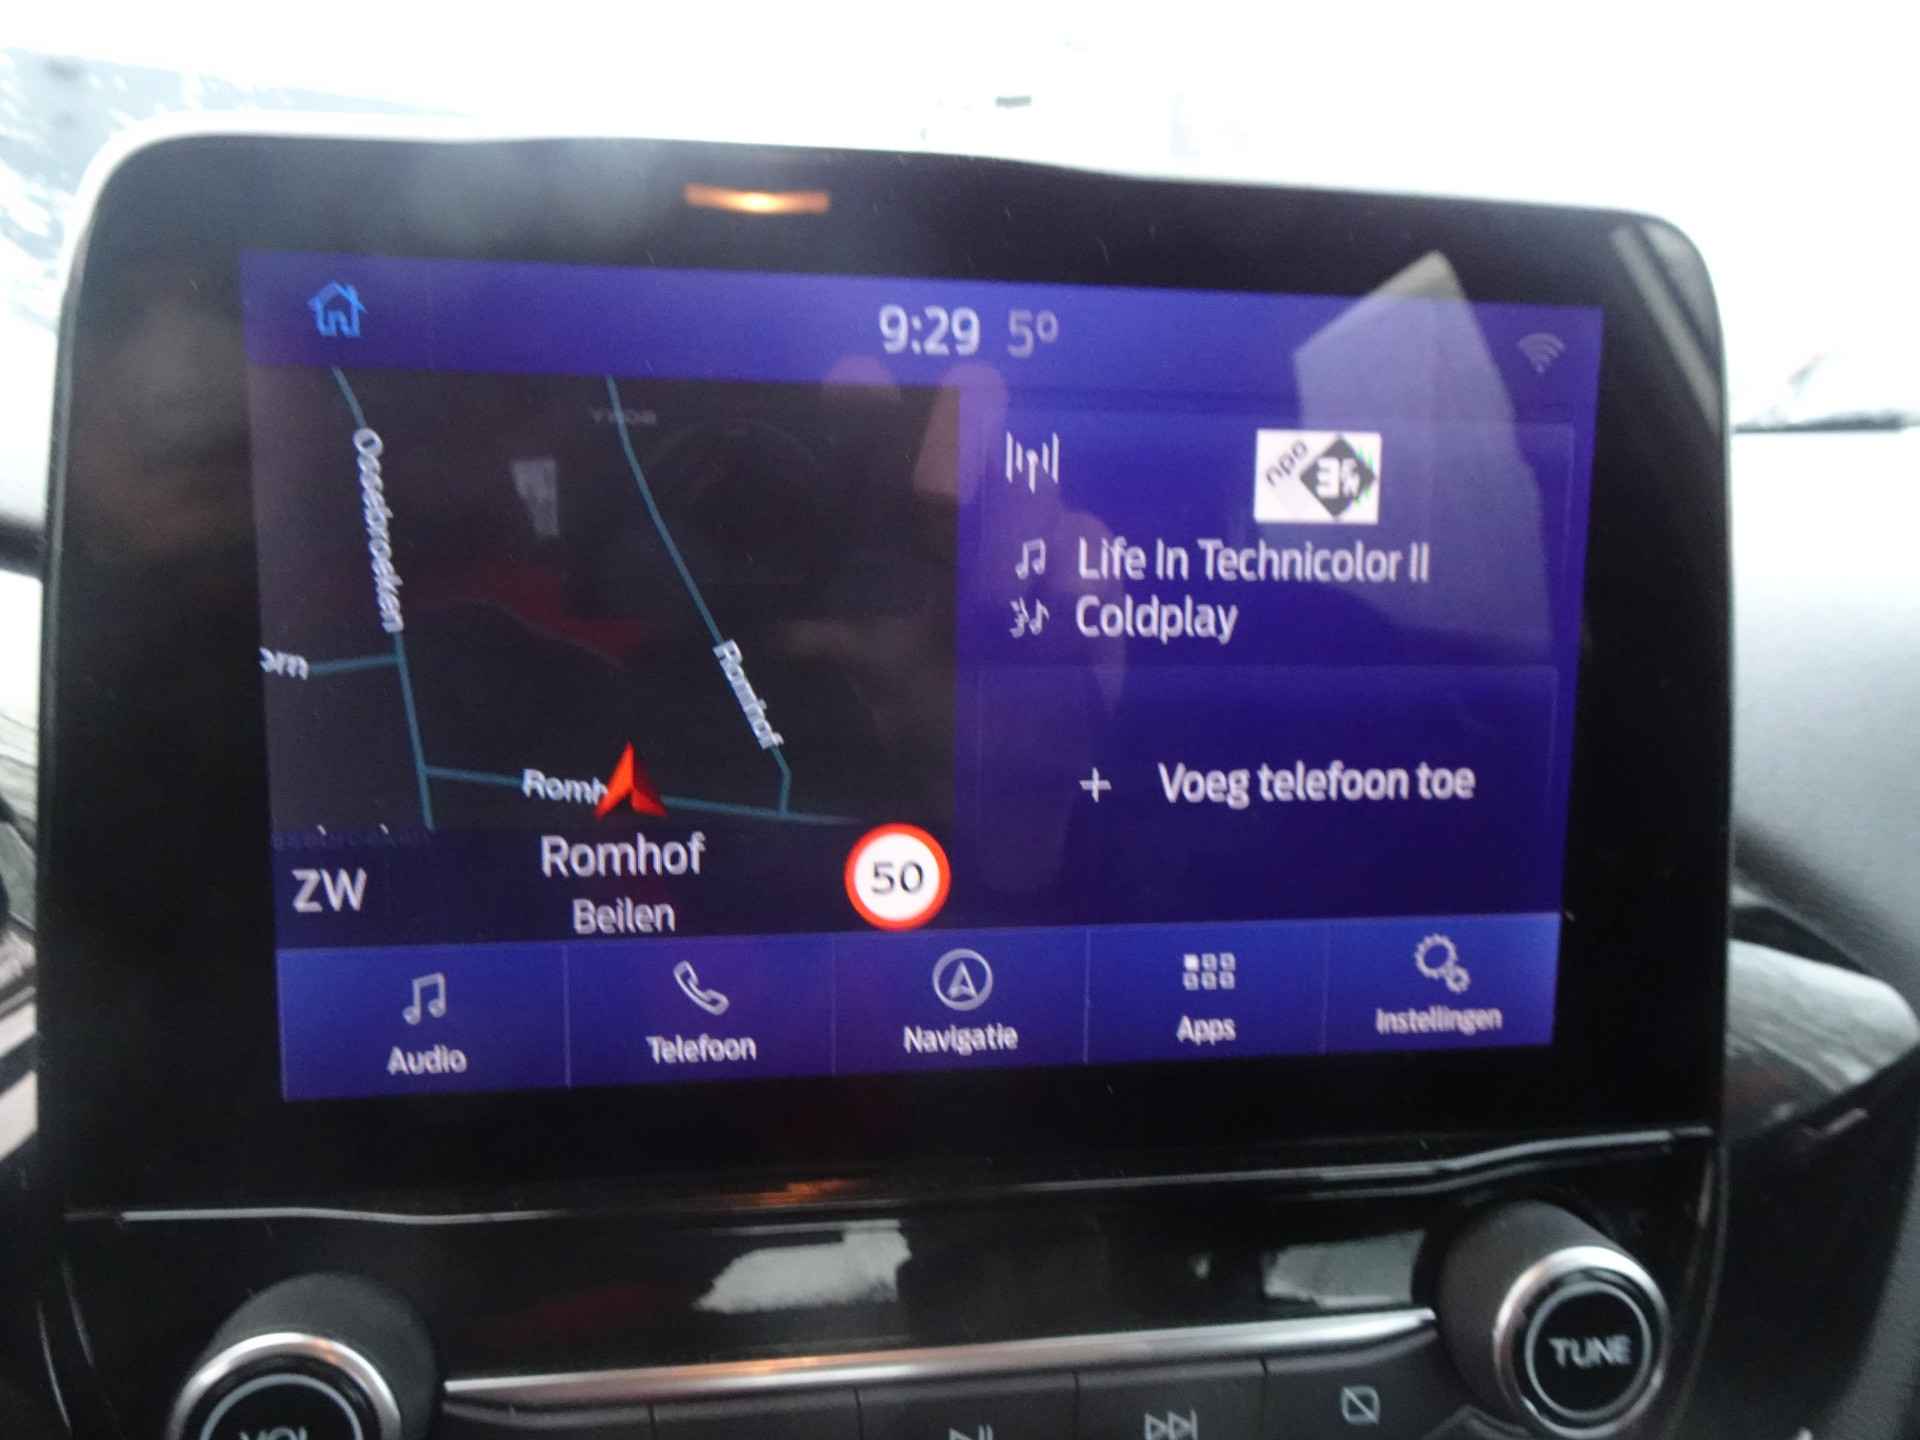 9:29 5°
npo 3FM
Life In Technicolor II
Coldplay
Romhof
Romh
Voeg telefoon toe
ZW
Romhof
Beilen
50
Audio
Telefoon
Navigatie
Apps
Instellingen
TUNE
VOL